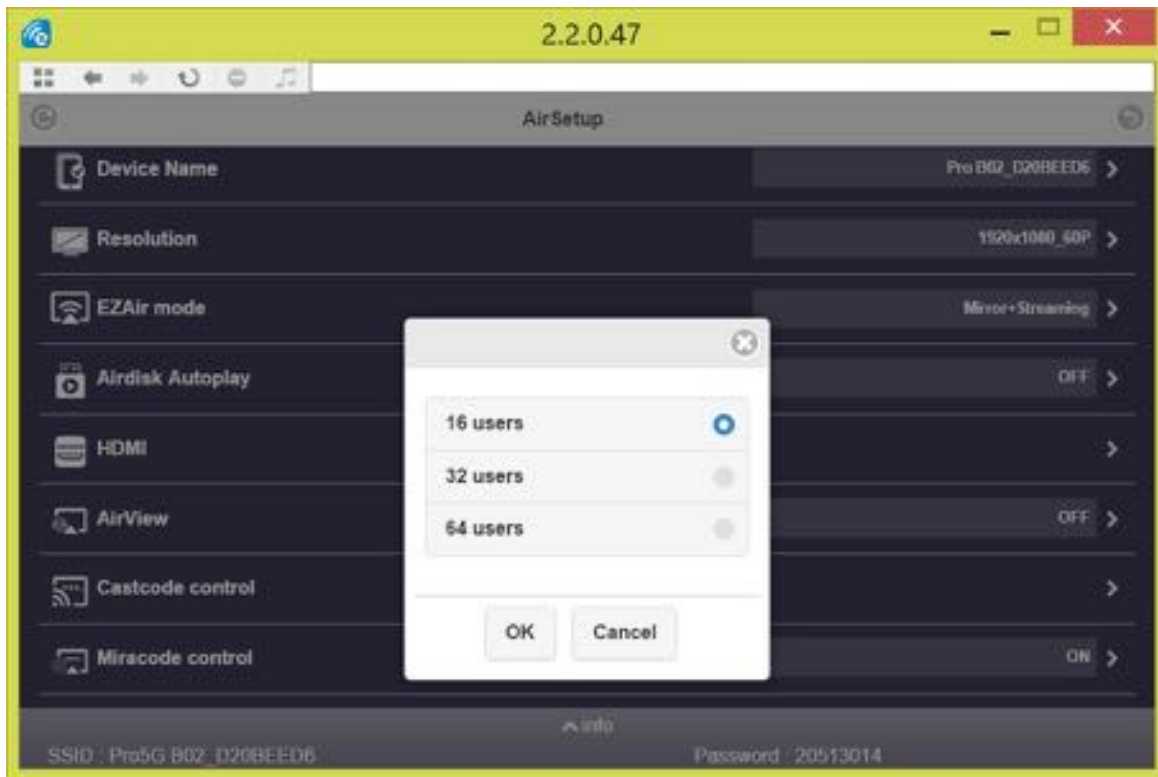 2.2.0.47
AirSetup
Device Name Pro B02_D20BEED6
Resolution 1920x1080_60P
EZAir mode Mirror+Streaming
Airdisk Autoplay OFF
HDMI
AirView OFF
Castcode control
Miracode control ON
16 users
32 users
64 users
OK Cancel
info
SSID : Pro5G B02_D20BEED6 Password : 20513014